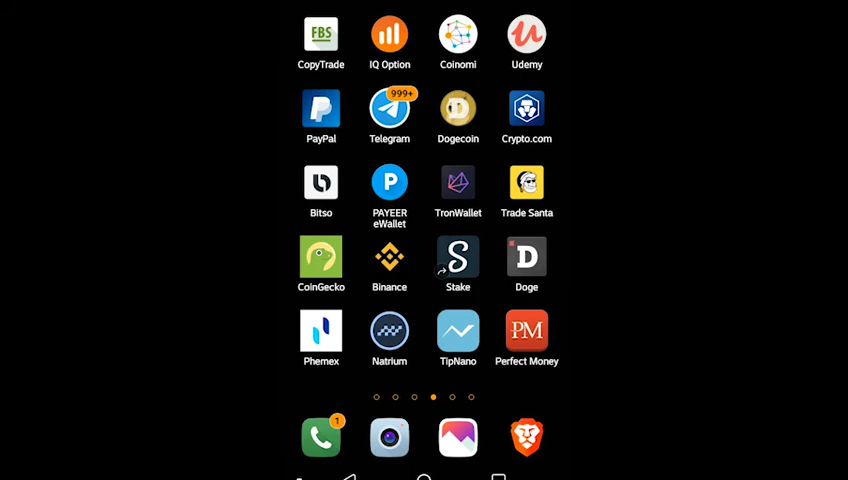 FBS
CopyTrade IQ Option Coinomi Udemy
999+
PayPal Telegram Dogecoin Crypto.com
P
Bitso PAYEER eWallet TronWallet Trade Santa
S D
CoinGecko Binance Stake Doge
PM
Phemex Natrium TipNano Perfect Money
1